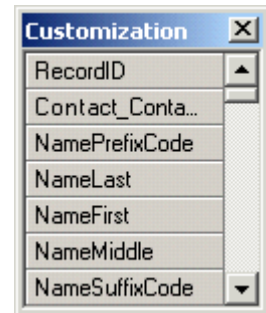 Customization
RecordID
Contact_Conta...
NamePrefixCode
NameLast
NameFirst
NameMiddle
NameSuffixCode